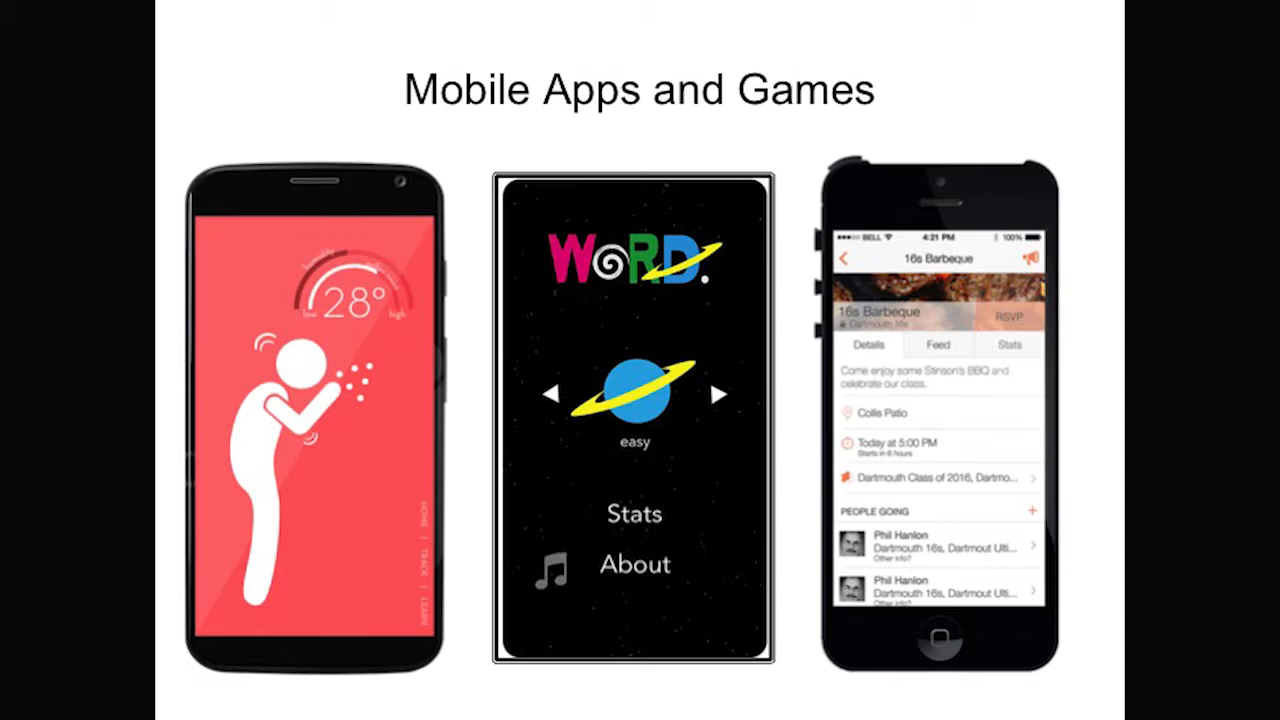 Mobile Apps and Games
humidity
28°
low
high
HOME | TRACK | LEARN
WORD.
easy
Stats
About
BELL
4:21 PM
100%
16s Barbeque
16s Barbeque
RSVP
Dartmouth 16s
Details
Feed
Stats
Come enjoy some Stinson's BBQ and
celebrate our class.
Collis Patio
Today at 5:00 PM
Starts in 6 hours
Dartmouth Class of 2016, Dartmo...
PEOPLE GOING
Phil Hanlon
Dartmouth 16s, Dartmout Ulti...
Other info?
Phil Hanlon
Dartmouth 16s, Dartmout Ulti...
Other info?